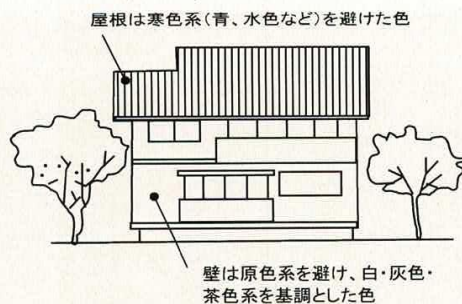 屋根は寒色系(青、水色など)を避けた色
壁は原色系を避け、白・灰色・
茶色系を基調とした色